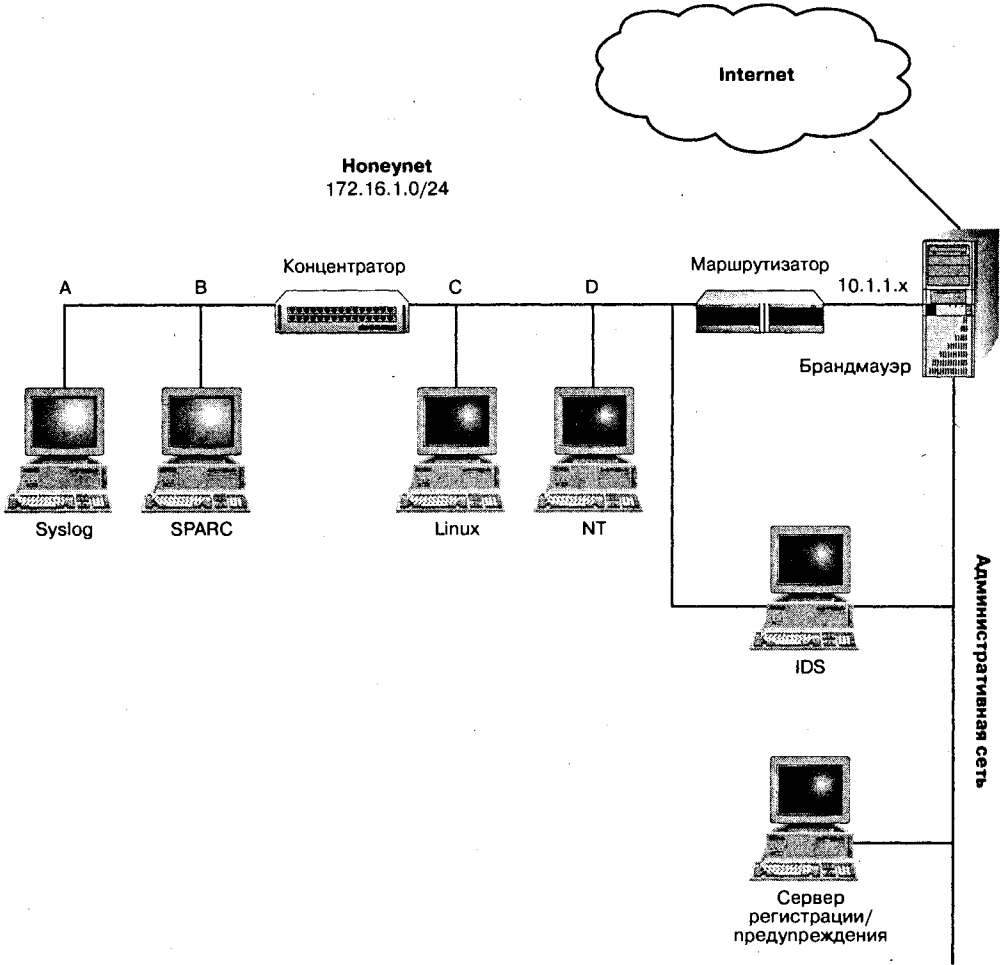 Internet
Honeynet
172.16.1.0/24
Концентратор
Маршрутизатор
A
B
C
D
10.1.1.x
Брандмауэр
Syslog
SPARC
Linux
NT
IDS
Административная сеть
Сервер
регистрации/
предупреждения